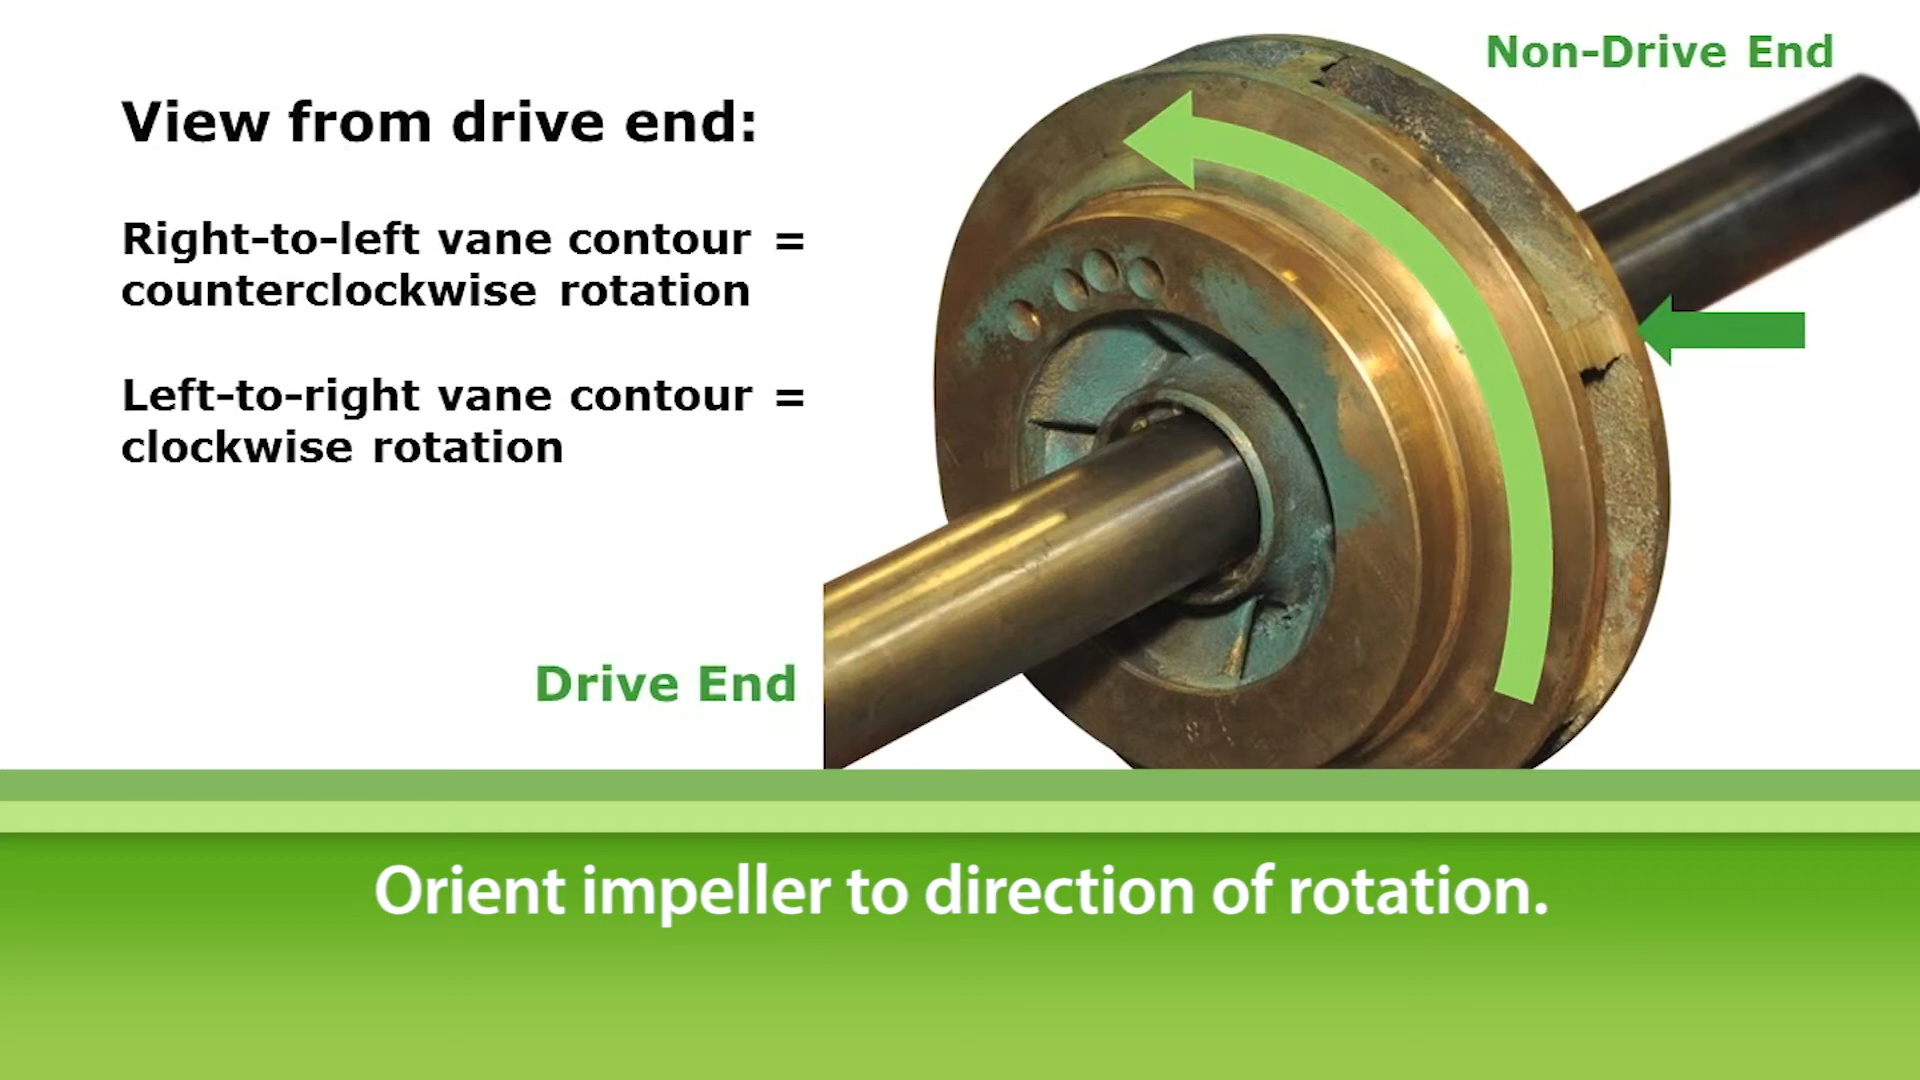 Non-Drive End
View from drive end:
Right-to-left vane contour =
counterclockwise rotation
Left-to-right vane contour =
clockwise rotation
Drive End
Orient impeller to direction of rotation.